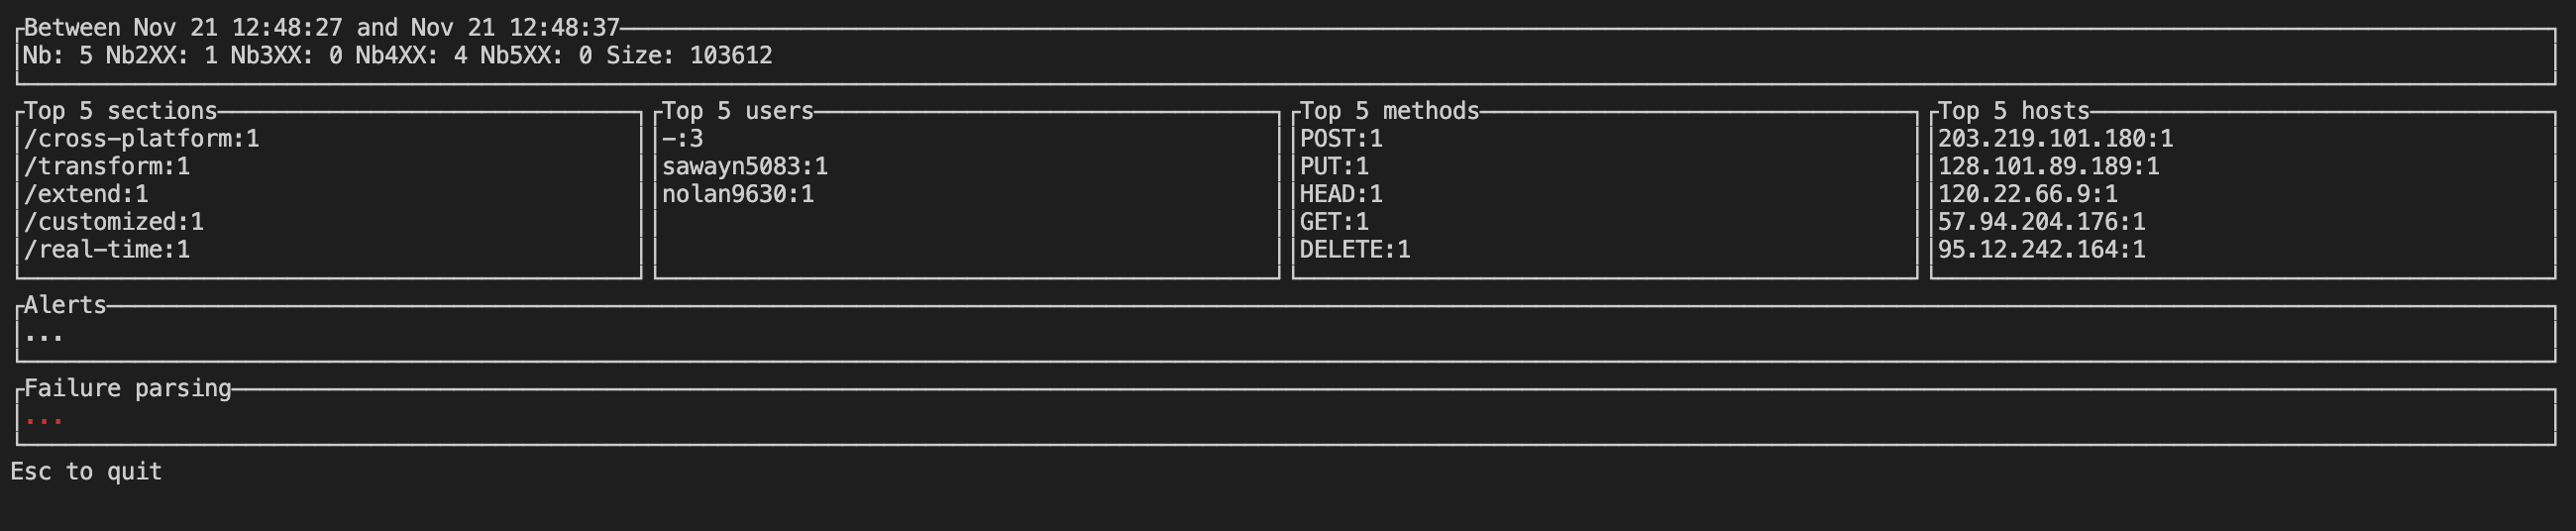 Between Nov 21 12:48:27 and Nov 21 12:48:37
Nb: 5 Nb2XX: 1 Nb3XX: 0 Nb4XX: 4 Nb5XX: 0 Size: 103612
Top 5 sections
/cross-platform:1
/transform:1
/extend:1
/customized:1
/real-time:1
Top 5 users
-:3
sawayn5083:1
nolan9630:1
Top 5 methods
POST:1
PUT:1
HEAD:1
GET:1
DELETE:1
Top 5 hosts
203.219.101.180:1
128.101.89.189:1
120.22.66.9:1
57.94.204.176:1
95.12.242.164:1
Alerts
...
Failure parsing
...
Esc to quit